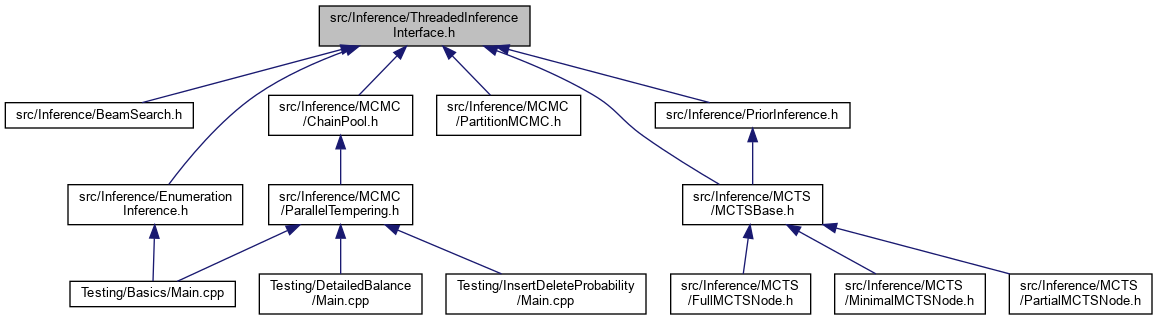 src/Inference/ThreadedInference
Interface.h
src/Inference/BeamSearch.h
src/Inference/MCMC
/ChainPool.h
src/Inference/MCMC
/PartitionMCMC.h
src/Inference/PriorInference.h
src/Inference/Enumeration
Inference.h
src/Inference/MCMC
/ParallelTempering.h
src/Inference/MCTS
/MCTSBase.h
Testing/Basics/Main.cpp
Testing/DetailedBalance
/Main.cpp
Testing/InsertDeleteProbability
/Main.cpp
src/Inference/MCTS
/FullMCTSNode.h
src/Inference/MCTS
/MinimalMCTSNode.h
src/Inference/MCTS
/PartialMCTSNode.h